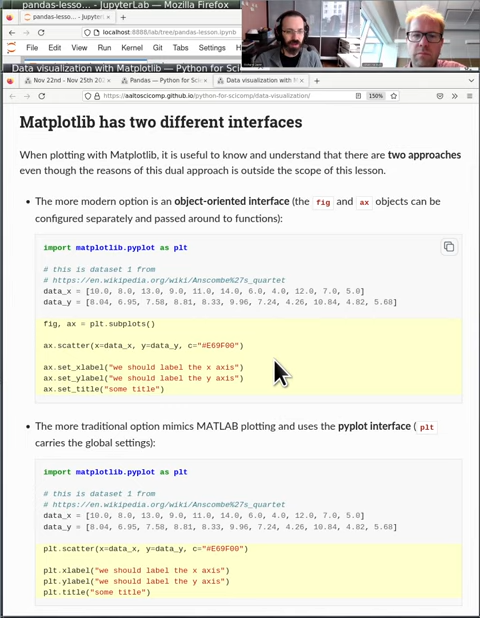 pandas-lesso... - JupyterLab — Mozilla Firefox
pandas-lesso... - Jupyter
localhost:8888/lab/tree/pandas-lesson.ipynb
File Edit View Run Kernel Git Tabs Settings
Data visualization with Matplotlib — Python for Sci
Nov 22nd - Nov 25th 202
Pandas — Python for Sci
Data visualization with
https://aaltoscicomp.github.io/python-for-scicomp/data-visualization/
150%
Matplotlib has two different interfaces
When plotting with Matplotlib, it is useful to know and understand that there are two approaches
even though the reasons of this dual approach is outside the scope of this lesson.
• The more modern option is an object-oriented interface (the fig and ax objects can be
configured separately and passed around to functions):
import matplotlib.pyplot as plt
# this is dataset 1 from
# https://en.wikipedia.org/wiki/Anscombe%27s_quartet
data_x = [10.0, 8.0, 13.0, 9.0, 11.0, 14.0, 6.0, 4.0, 12.0, 7.0, 5.0]
data_y = [8.04, 6.95, 7.58, 8.81, 8.33, 9.96, 7.24, 4.26, 10.84, 4.82, 5.68]
fig, ax = plt.subplots()
ax.scatter(x=data_x, y=data_y, c="#E69F00")
ax.set_xlabel("we should label the x axis")
ax.set_ylabel("we should label the y axis")
ax.set_title("some title")
• The more traditional option mimics MATLAB plotting and uses the pyplot interface ( plt
carries the global settings):
import matplotlib.pyplot as plt
# this is dataset 1 from
# https://en.wikipedia.org/wiki/Anscombe%27s_quartet
data_x = [10.0, 8.0, 13.0, 9.0, 11.0, 14.0, 6.0, 4.0, 12.0, 7.0, 5.0]
data_y = [8.04, 6.95, 7.58, 8.81, 8.33, 9.96, 7.24, 4.26, 10.84, 4.82, 5.68]
plt.scatter(x=data_x, y=data_y, c="#E69F00")
plt.xlabel("we should label the x axis")
plt.ylabel("we should label the y axis")
plt.title("some title")